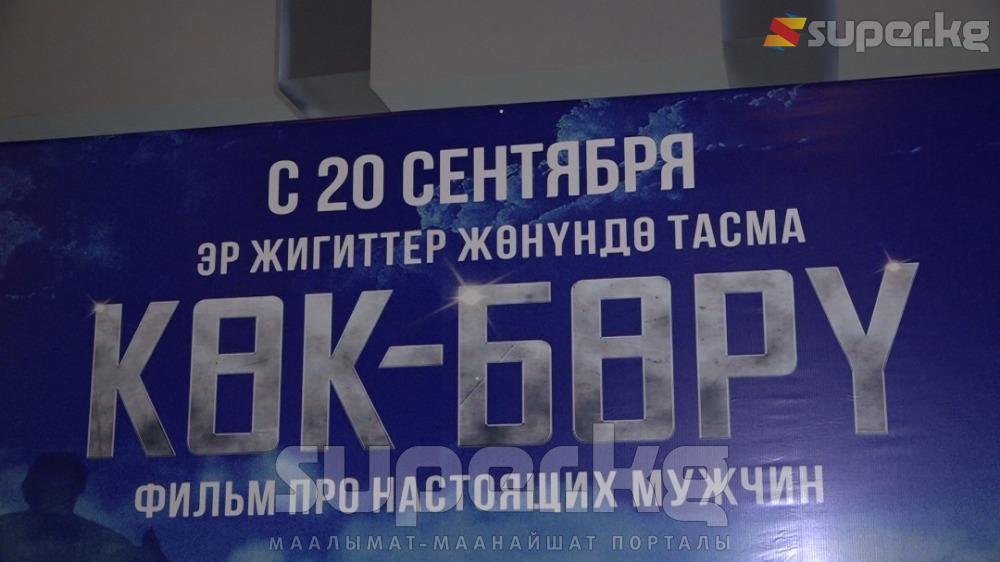 super.kg
С 20 СЕНТЯБРЯ
ЭР ЖИГИТТЕР ЖӨНҮНДӨ ТАСМА
КӨК-БӨРҮ
super.kg
ФИЛЬМ ПРО НАСТОЯЩИХ МУЖЧИН
МААЛЫМАТ-МААНАЙШАТ ПОРТАЛЫ